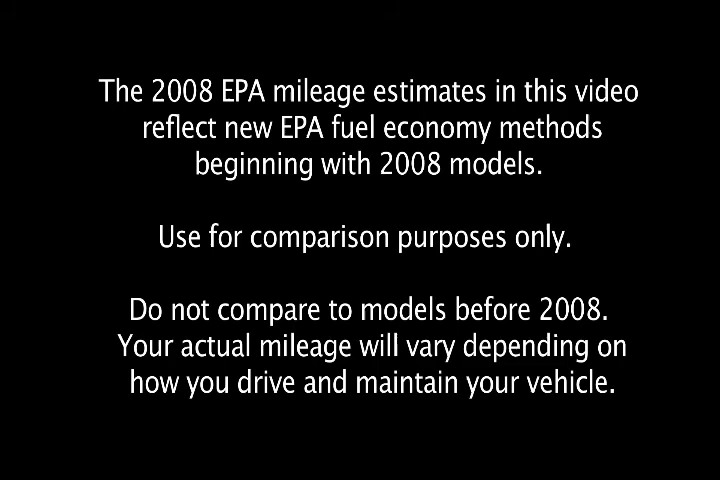 The 2008 EPA mileage estimates in this video
reflect new EPA fuel economy methods
beginning with 2008 models.
Use for comparison purposes only.
Do not compare to models before 2008.
Your actual mileage will vary depending on
how you drive and maintain your vehicle.